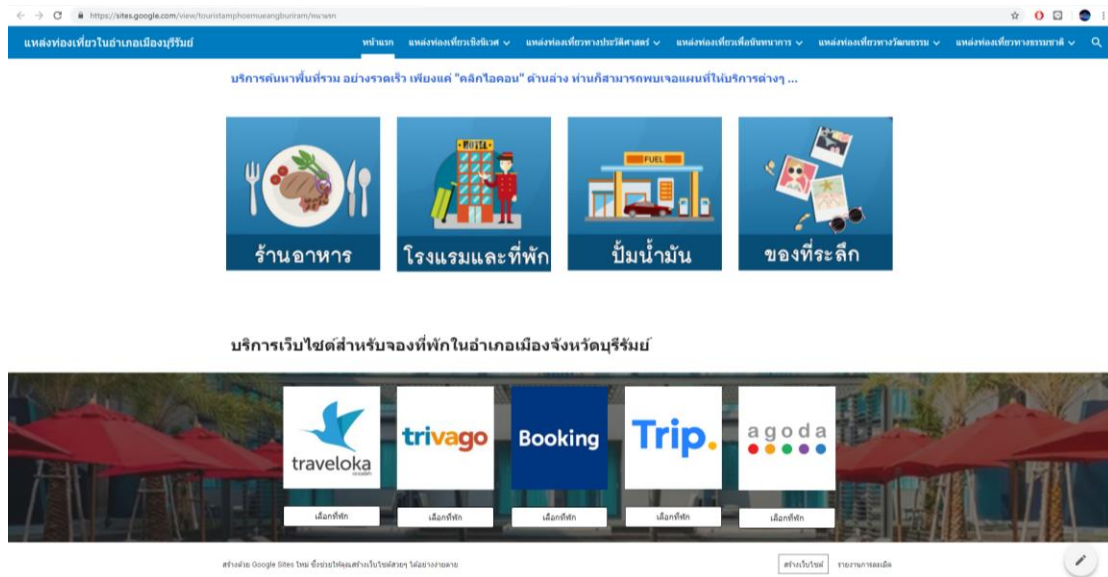 https://sites.google.com/view/touristamphoemueangburiram/หน้าแรก
แหล่งท่องเที่ยวในอำเภอเมืองบุรีรัมย์
หน้าแรก
แหล่งท่องเที่ยวเชิงนิเวศ
แหล่งท่องเที่ยวทางประวัติศาสตร์
แหล่งท่องเที่ยวเพื่อนันทนาการ
แหล่งท่องเที่ยวทางวัฒนธรรม
แหล่งท่องเที่ยวทางธรรมชาติ
บริการค้นหาพื้นที่รวม อย่างรวดเร็ว เพียงแค่ "คลิกไอคอน" ด้านล่าง ท่านก็สามารถพบเจอแผนที่ให้บริการต่างๆ ...
HOTEL
FUEL
ร้านอาหาร
โรงแรมและที่พัก
ปั้มน้ำมัน
ของที่ระลึก
บริการเว็บไซต์สำหรับจองที่พักในอำเภอเมืองจังหวัดบุรีรัมย์
traveloka
trivago
Booking
Trip.
agoda
เลือกที่พัก
เลือกที่พัก
เลือกที่พัก
เลือกที่พัก
เลือกที่พัก
สร้างด้วย Google Sites ใหม่ ซึ่งช่วยให้คุณสร้างเว็บไซต์สวยๆ ได้อย่างง่ายดาย
สร้างเว็บไซต์
รายงานการละเมิด